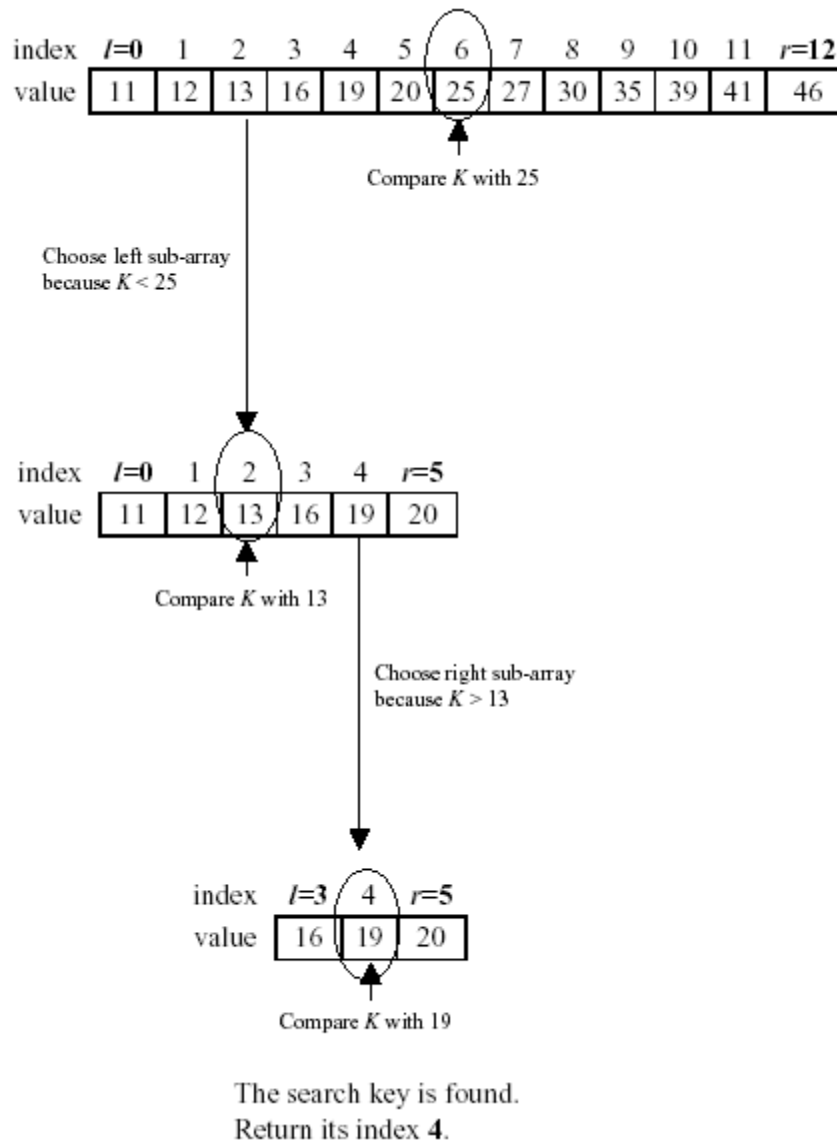 index l=0 1 2 3 4 5 6 7 8 9 10 11 r=12
value 11 12 13 16 19 20 25 27 30 35 39 41 46
Compare K with 25
Choose left sub-array
because K < 25
index l=0 1 2 3 4 r=5
value 11 12 13 16 19 20
Compare K with 13
Choose right sub-array
because K > 13
index l=3 4 r=5
value 16 19 20
Compare K with 19
The search key is found.
Return its index 4.